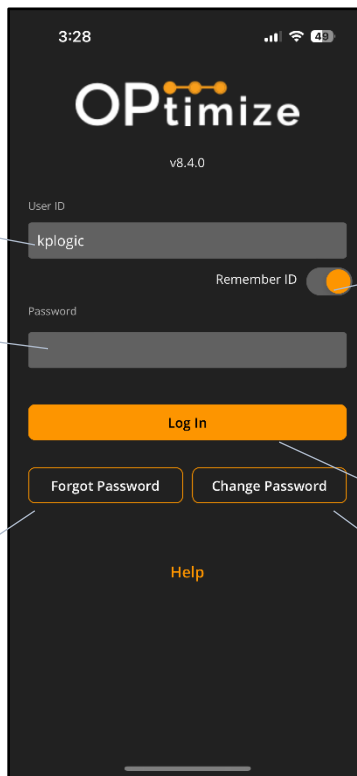 3:28 49
OPtimize
v8.4.0
User ID
kplogic
Remember ID
Password
Log In
Forgot Password Change Password
Help